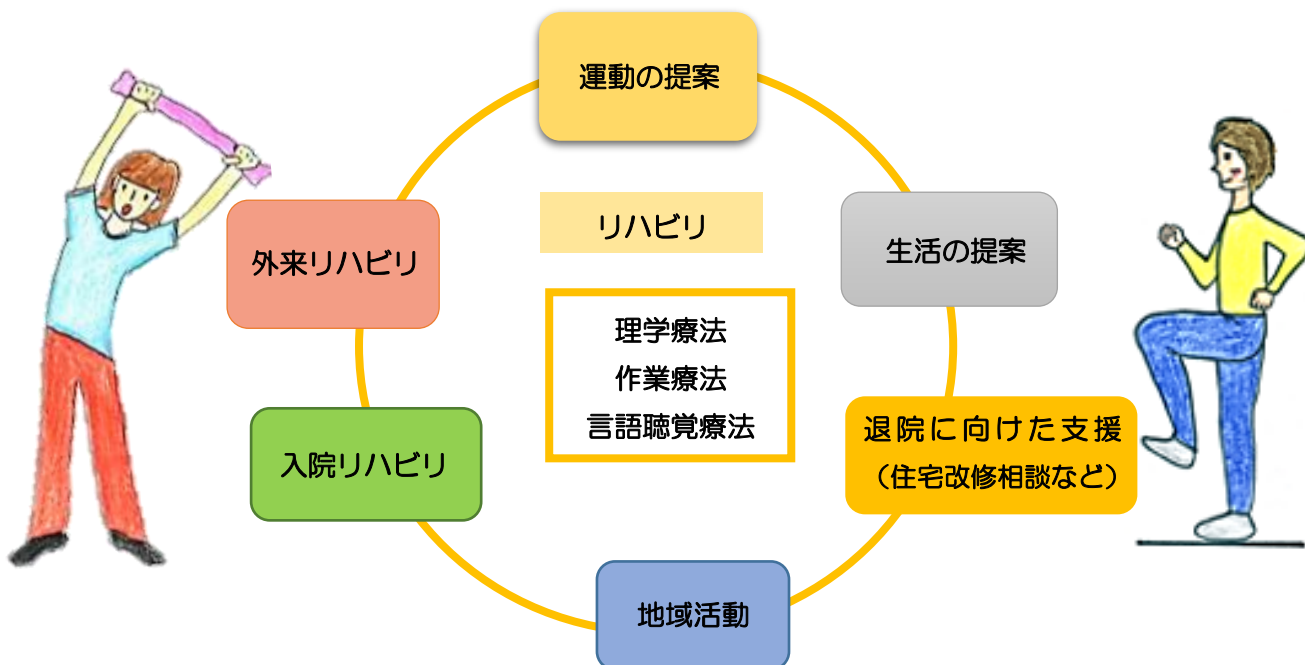 運動の提案
リハビリ
外来リハビリ
生活の提案
理学療法
作業療法
言語聴覚療法
入院リハビリ
退院に向けた支援
（住宅改修相談など）
地域活動